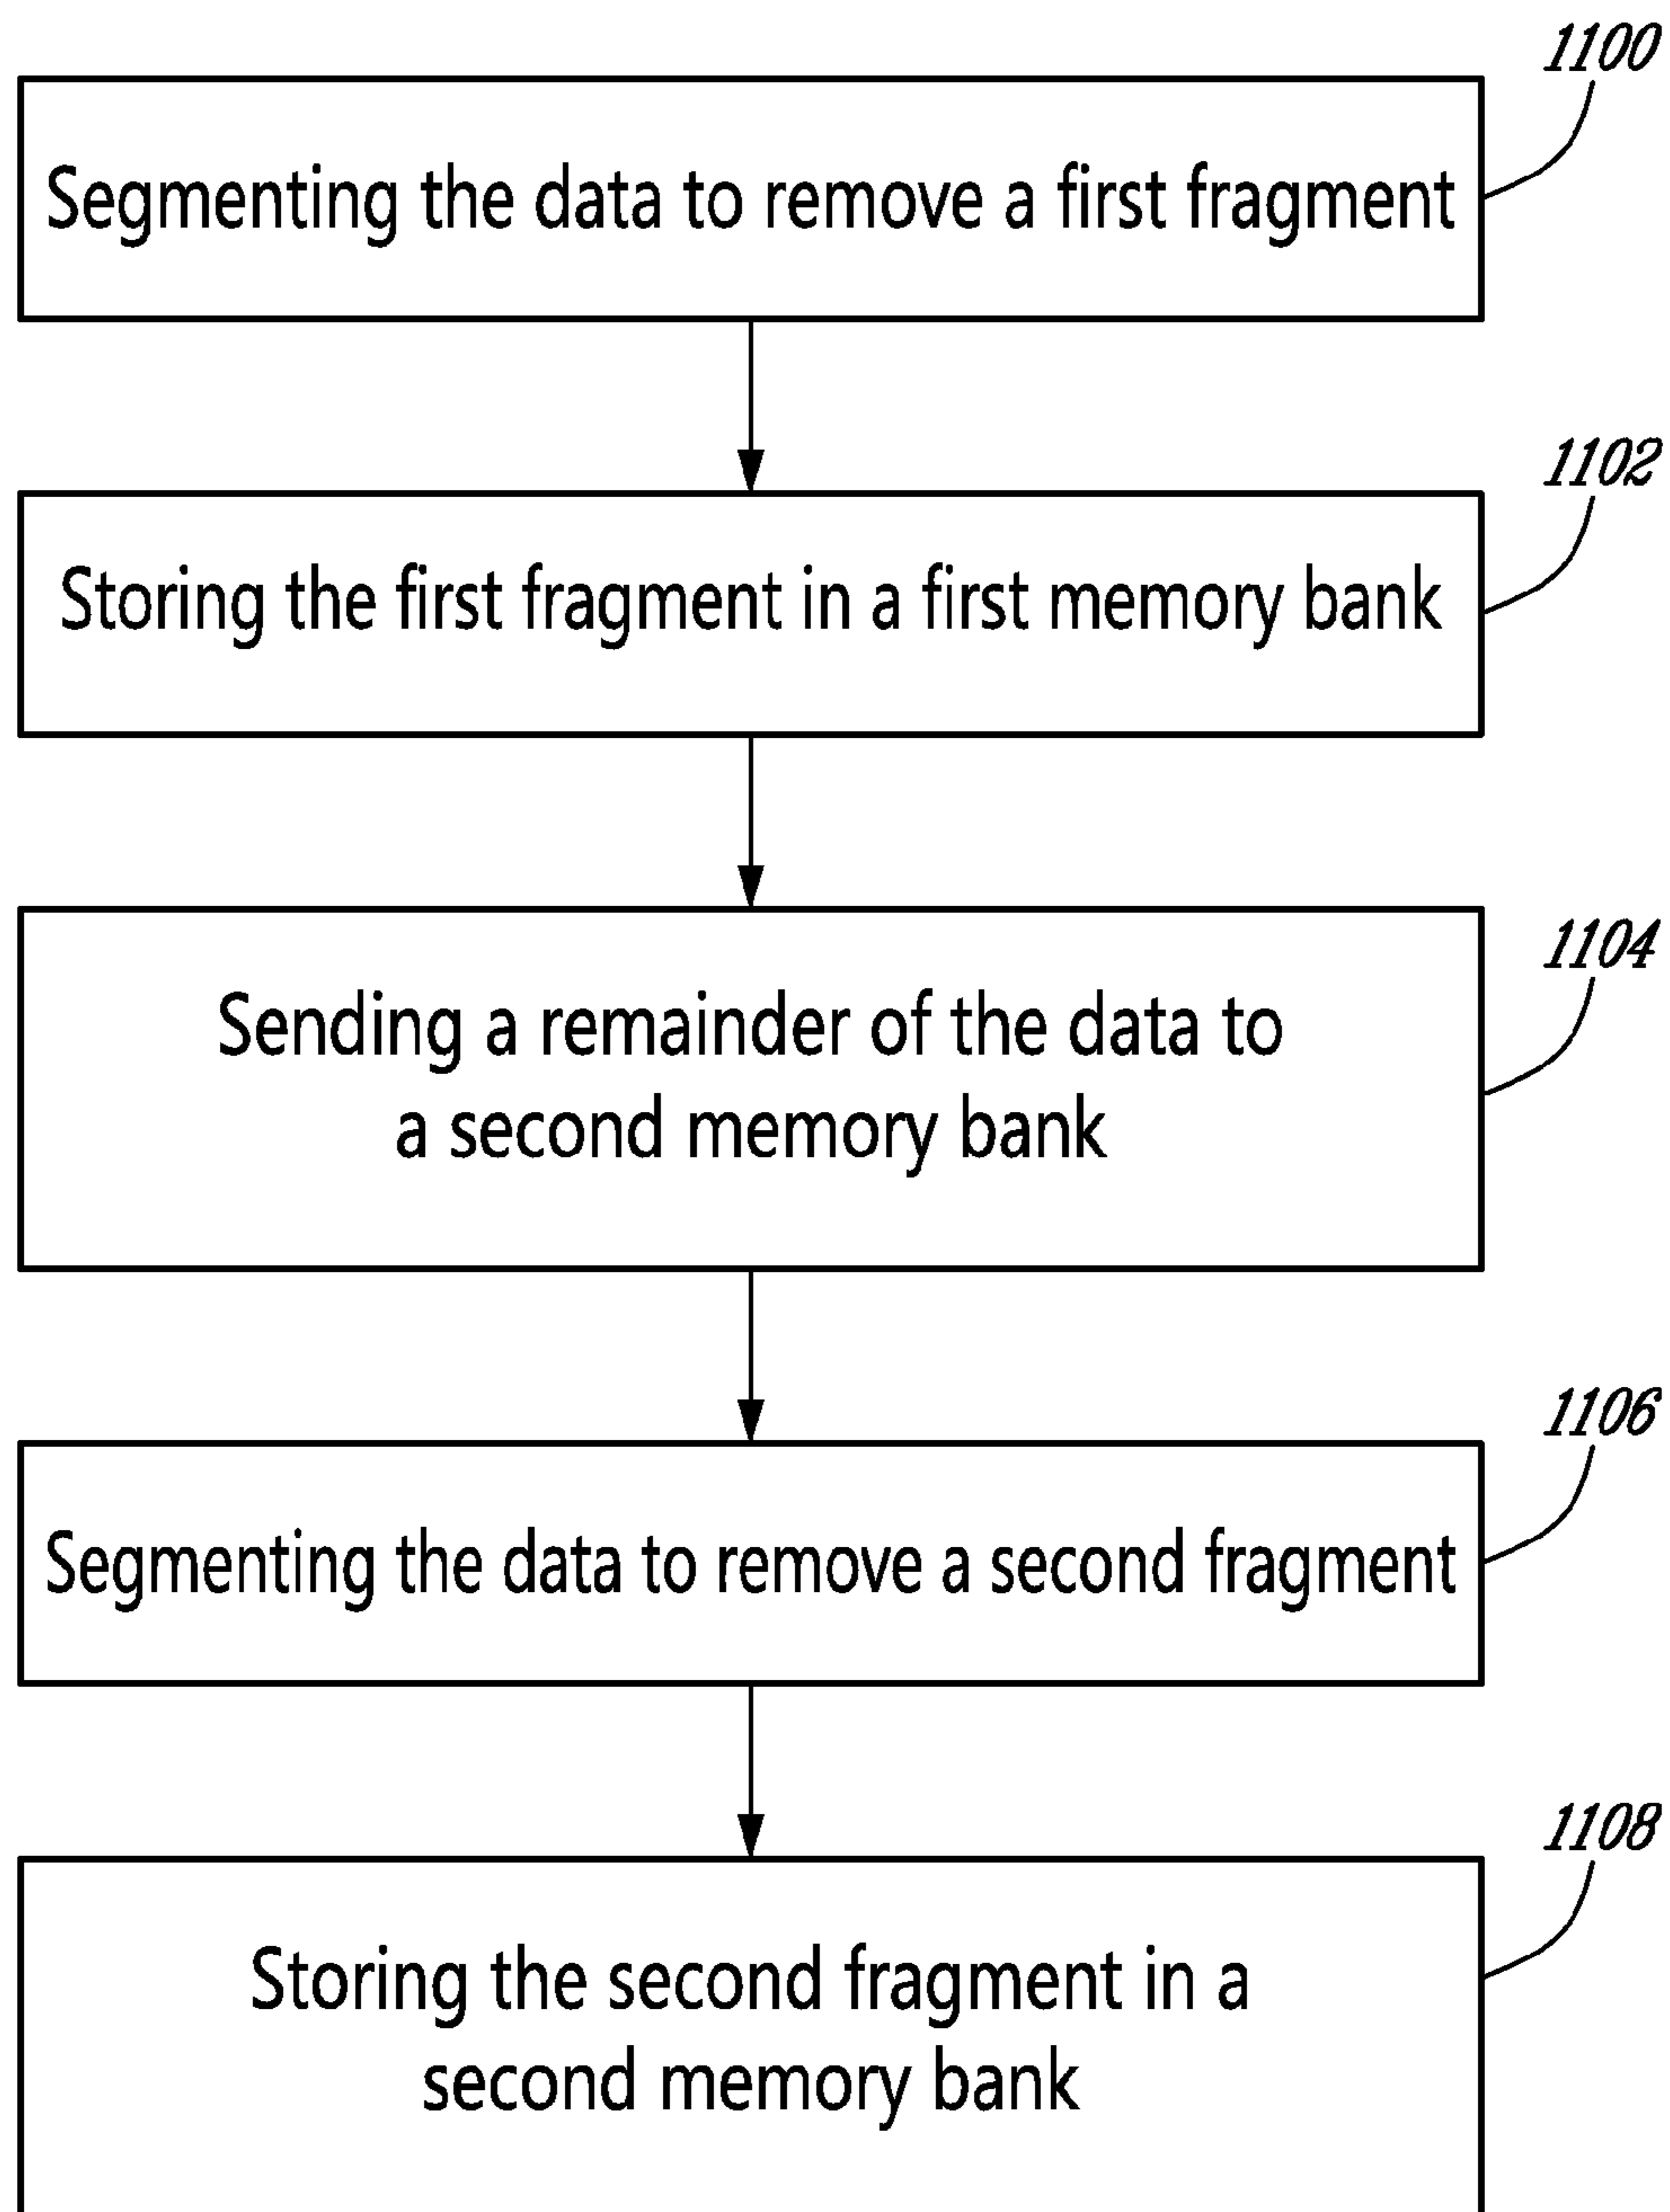 1100
Segmenting the data to remove a first fragment
1102
Storing the first fragment in a first memory bank
1104
Sending a remainder of the data to
a second memory bank
1106
Segmenting the data to remove a second fragment
1108
Storing the second fragment in a
second memory bank